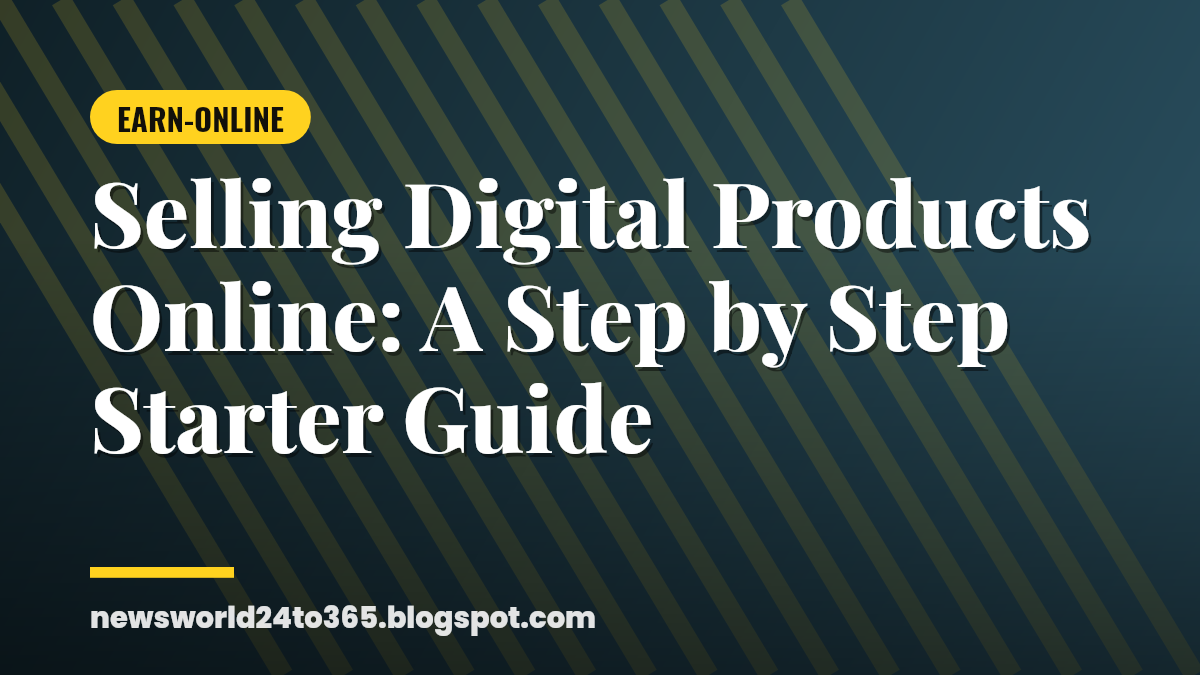 EARN-ONLINE
Selling Digital Products
Online: A Step by Step
Starter Guide
newsworld24to365.blogspot.com